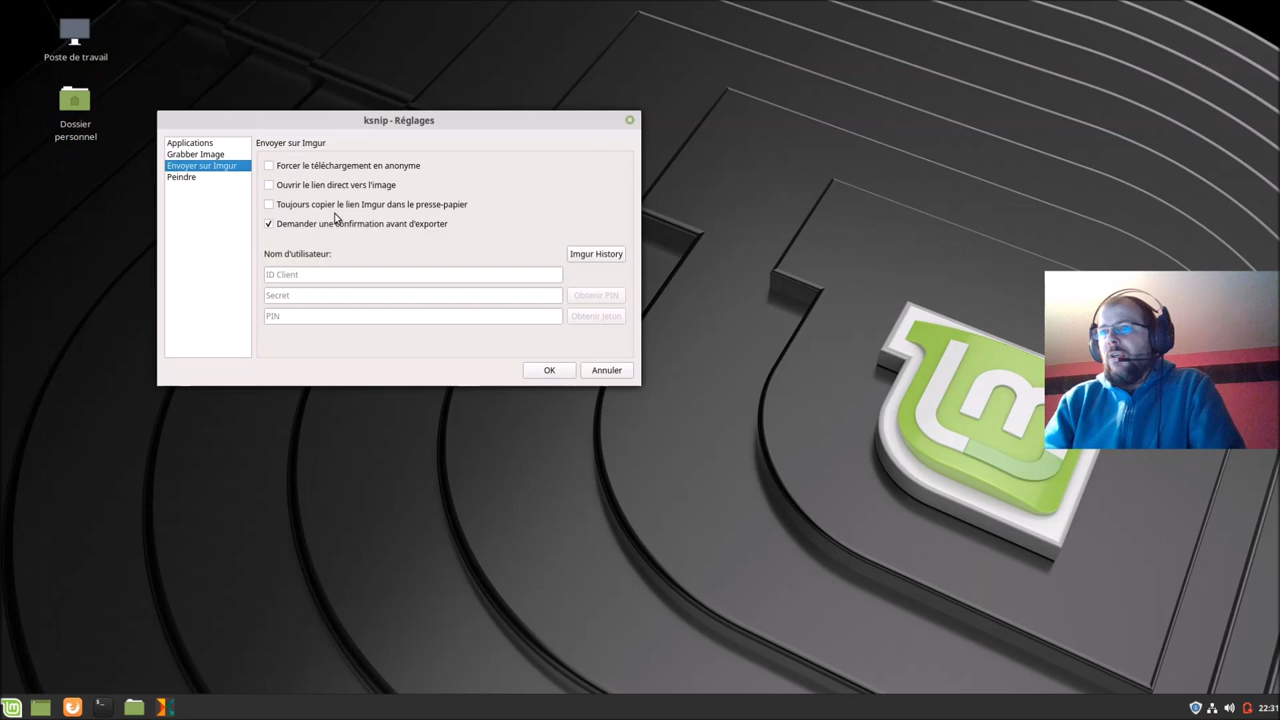 Poste de travail
Dossier
personnel
ksnip - Réglages
Applications
Grabber Image
Envoyer sur Imgur
Peindre
Envoyer sur Imgur
Forcer le téléchargement en anonyme
Ouvrir le lien direct vers l'image
Toujours copier le lien Imgur dans le presse-papier
Demander une confirmation avant d'exporter
Nom d'utilisateur:
Imgur History
ID Client
Secret
Obtenir PIN
PIN
Obtenir Jeton
OK
Annuler
22:31